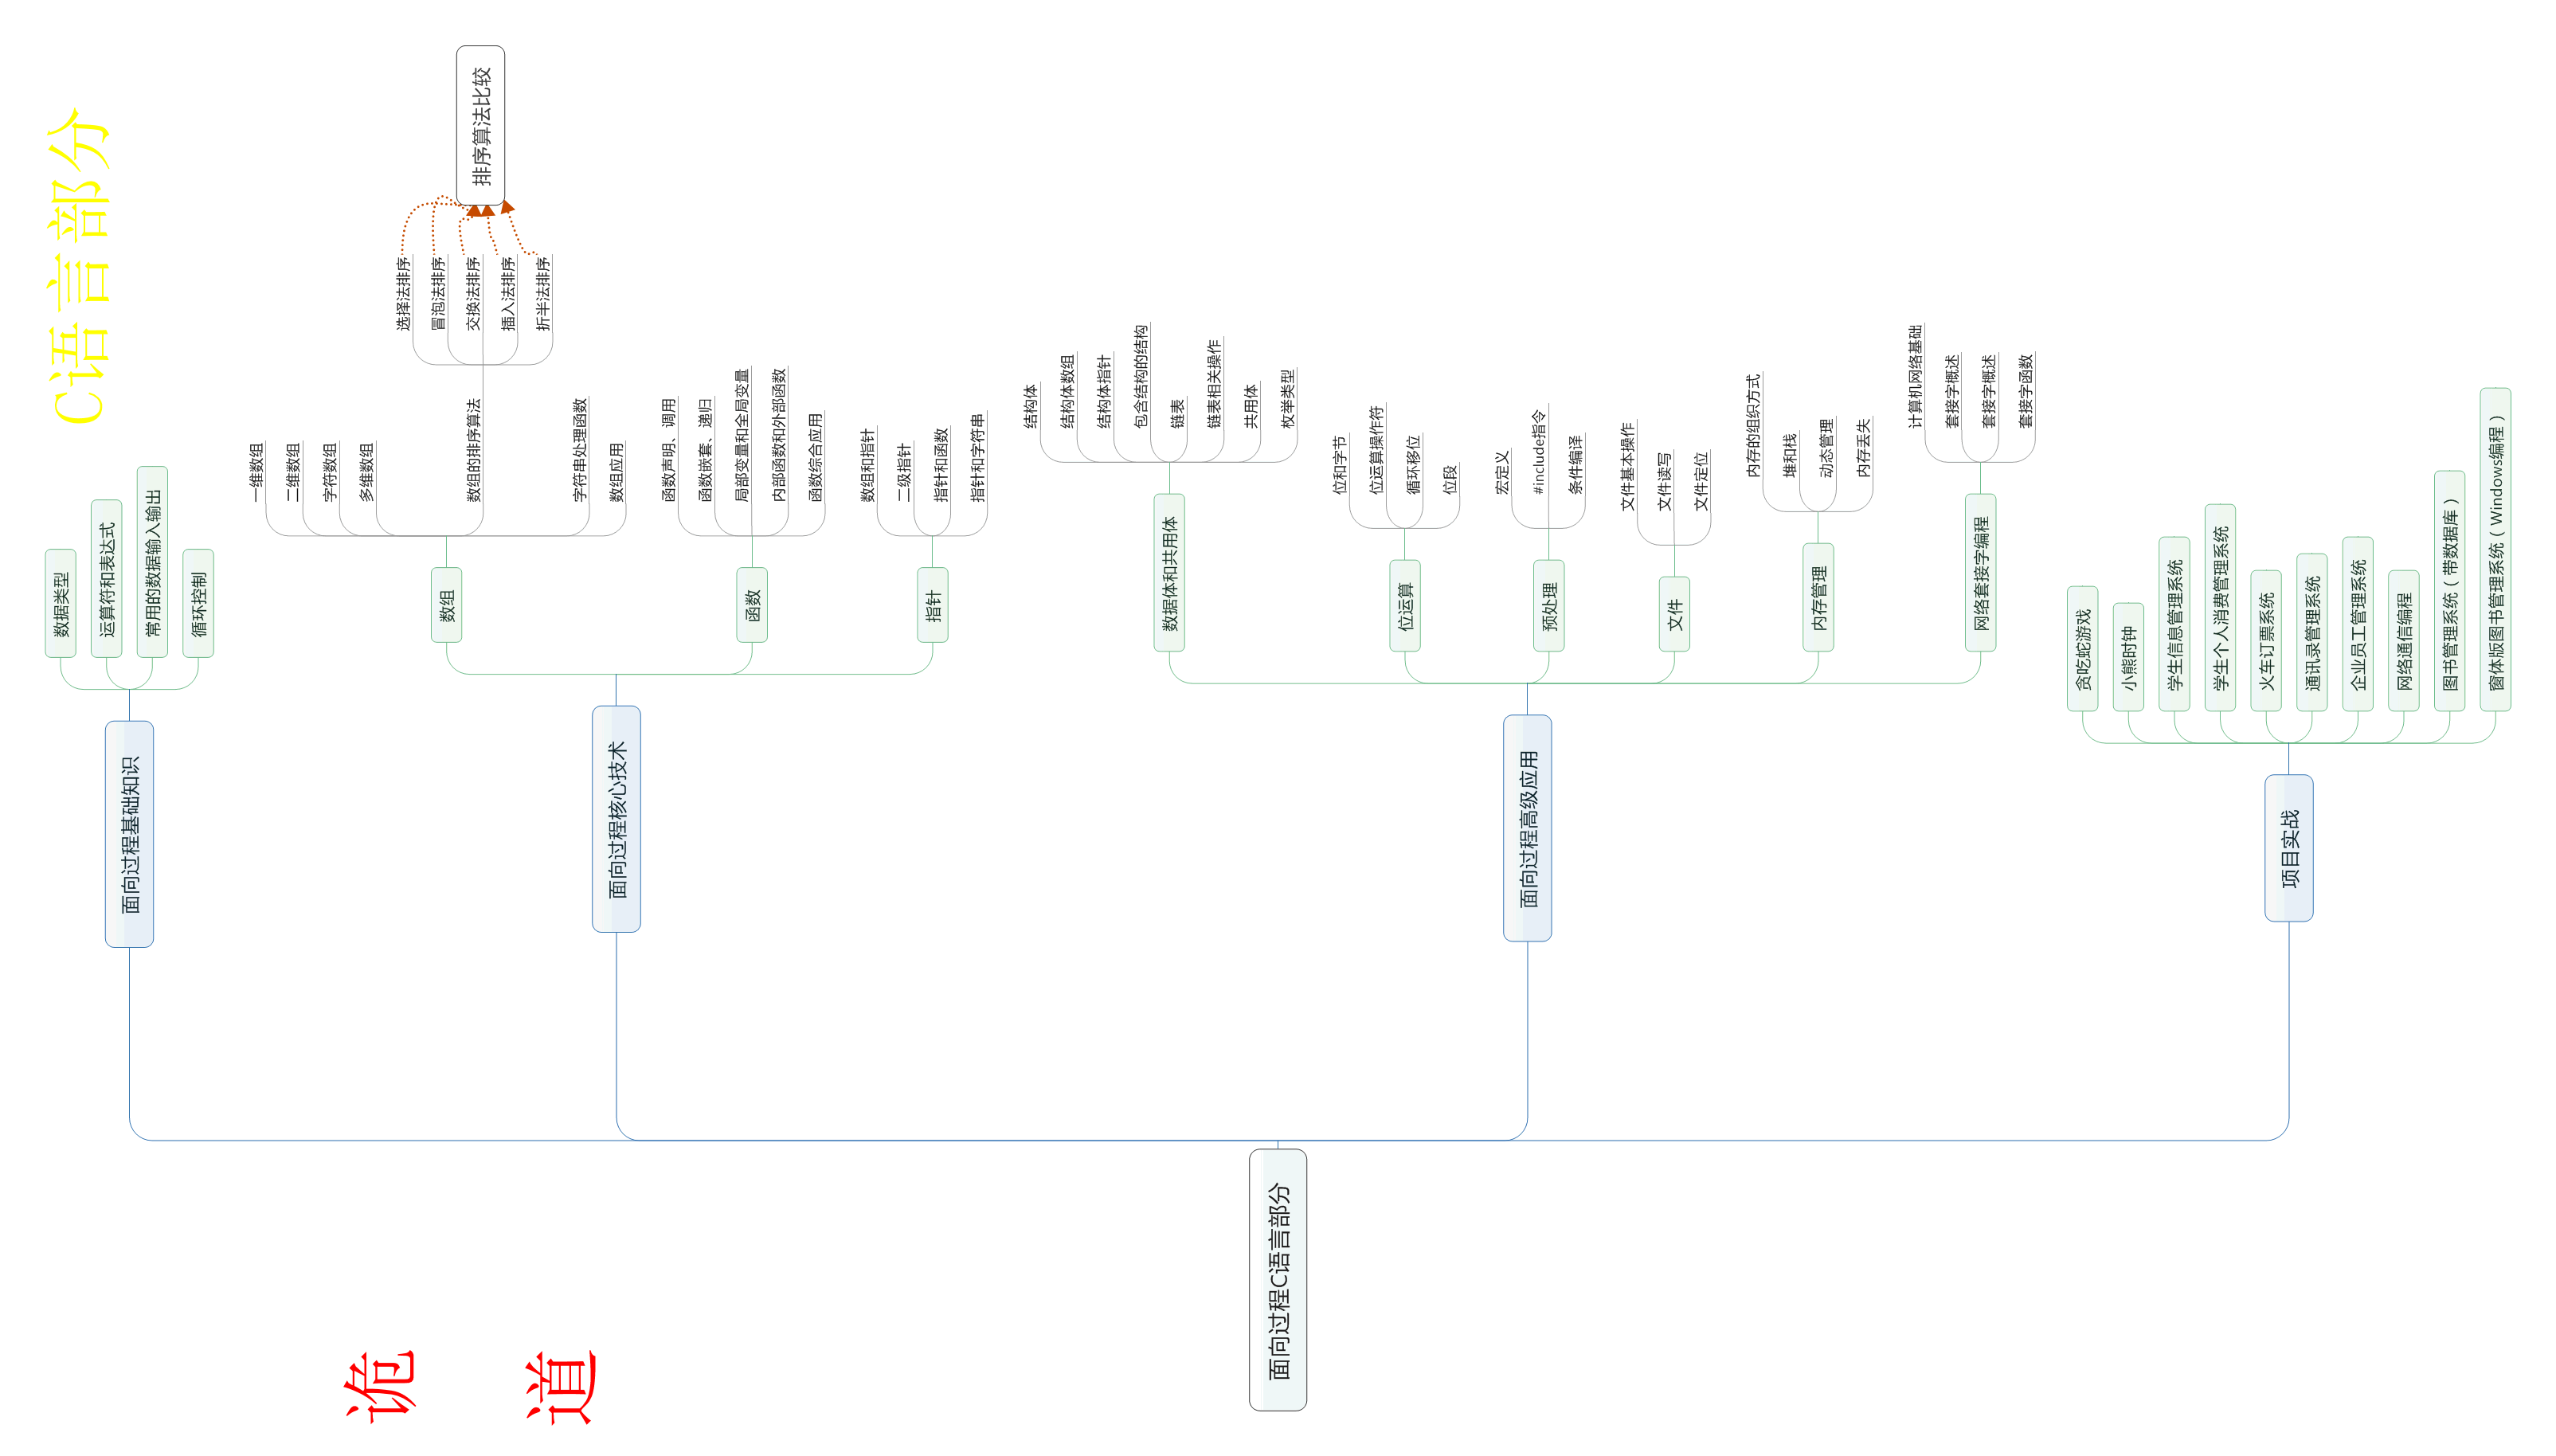 C语言部分
诡
道
面向过程C语言部分
面向过程基础知识
数据类型
运算符和表达式
常用的数据输入输出
循环控制
面向过程核心技术
数组
一维数组
二维数组
字符数组
多维数组
数组的排序算法
选择法排序
冒泡法排序
交换法排序
插入法排序
折半法排序
排序算法比较
字符串处理函数
数组应用
函数
函数声明、调用
函数嵌套、递归
局部变量和全局变量
内部函数和外部函数
函数综合应用
指针
数组和指针
二级指针
指针和函数
指针和字符串
面向过程高级应用
数据体和共用体
结构体
结构体数组
结构体指针
包含结构的结构
链表
链表相关操作
共用体
枚举类型
位运算
位和字节
位运算操作符
循环移位
位段
预处理
宏定义
#include指令
条件编译
文件
文件基本操作
文件读写
文件定位
内存管理
内存的组织方式
堆和栈
动态管理
内存丢失
网络套接字编程
计算机网络基础
套接字概述
套接字概述
套接字函数
项目实战
贪吃蛇游戏
小熊时钟
学生信息管理系统
学生个人消费管理系统
火车订票系统
通讯录管理系统
企业员工管理系统
网络通信编程
图书管理系统（带数据库）
窗体版图书管理系统（Windows编程）